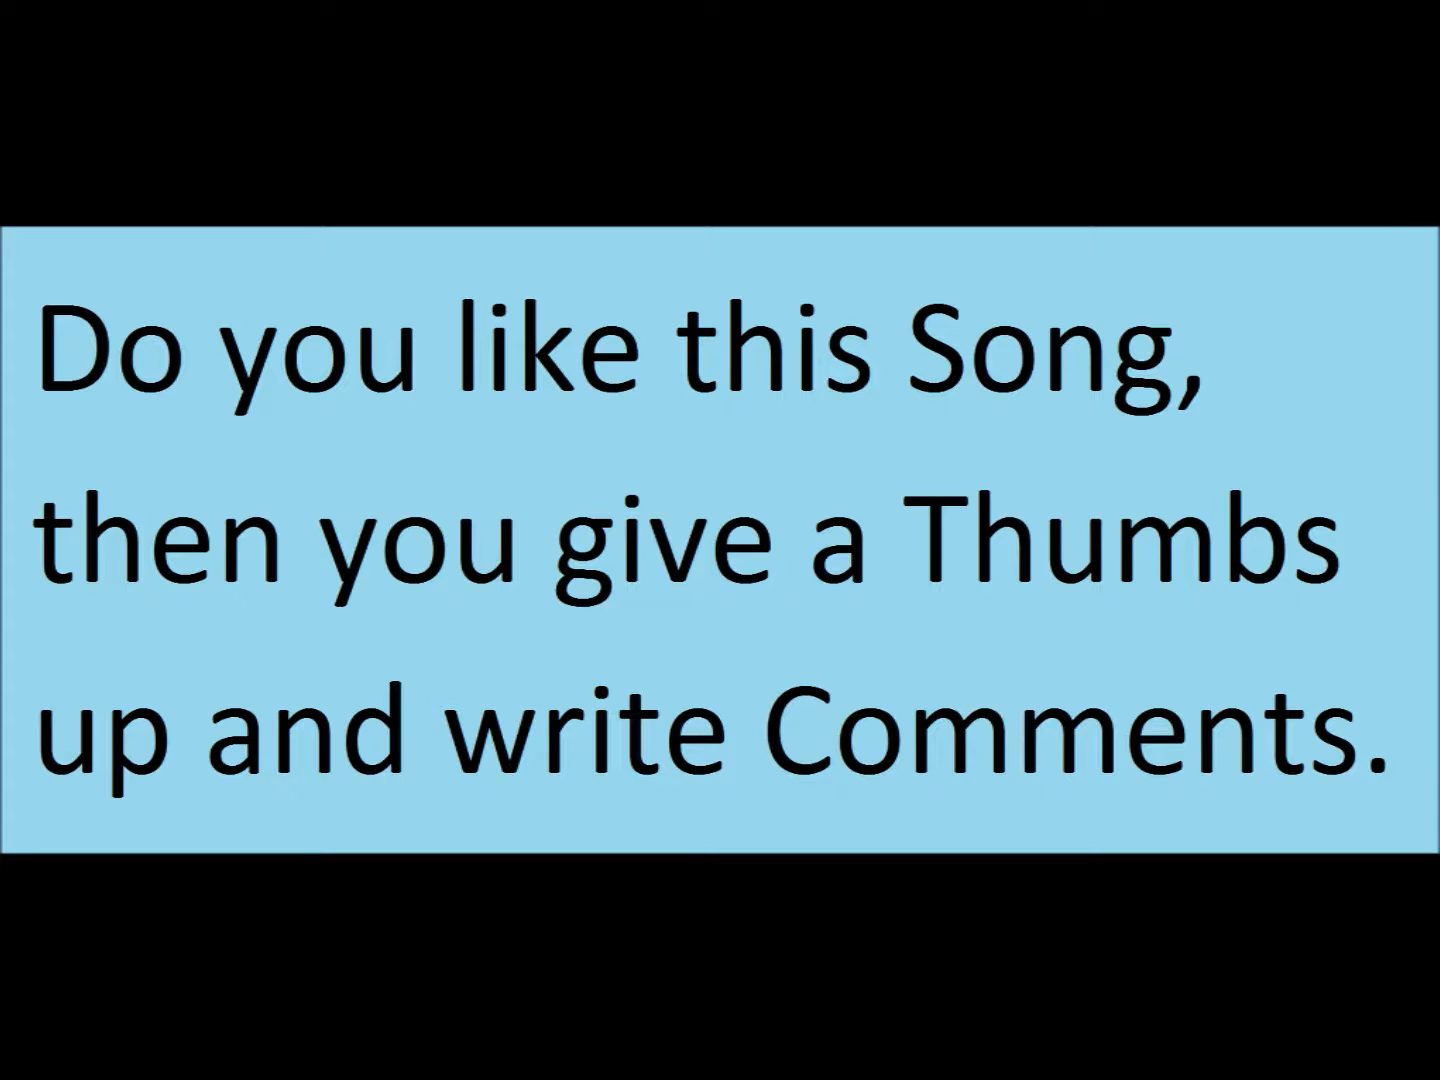 Do you like this Song,
then you give a Thumbs
up and write Comments.